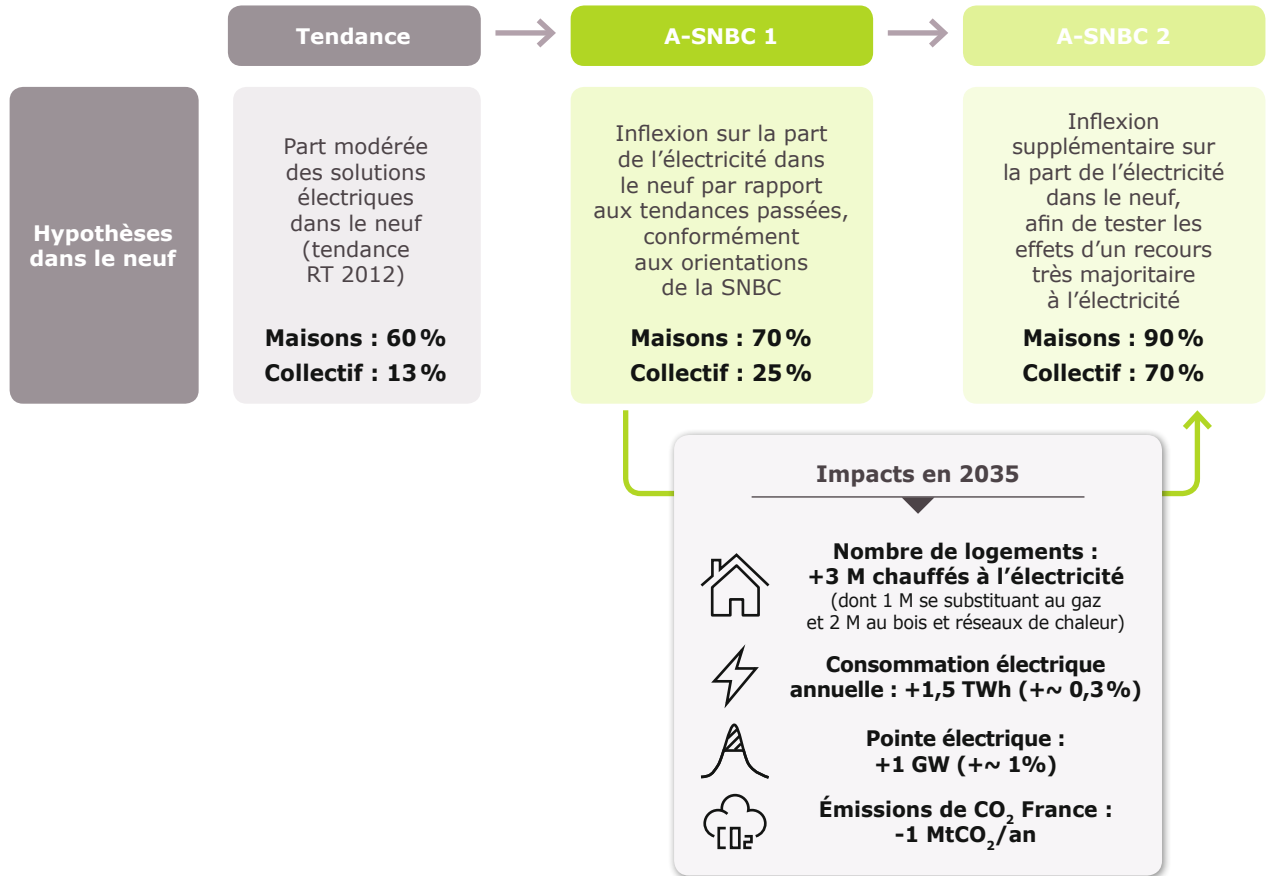 Tendance
A-SNBC 1
A-SNBC 2
Hypothèses
dans le neuf
Part modérée
des solutions
électriques
dans le neuf
(tendance
RT 2012)
Maisons : 60 %
Collectif : 13 %
Inflexion sur la part
de l’électricité dans
le neuf par rapport
aux tendances passées,
conformément
aux orientations
de la SNBC
Maisons : 70 %
Collectif : 25 %
Inflexion
supplémentaire sur
la part de l’électricité
dans le neuf,
afin de tester les
effets d’un recours
très majoritaire
à l’électricité
Maisons : 90 %
Collectif : 70 %
Impacts en 2035
Nombre de logements :
+3 M chauffés à l’électricité
(dont 1 M se substituant au gaz
et 2 M au bois et réseaux de chaleur)
Consommation électrique
annuelle : +1,5 TWh (+~ 0,3 %)
Pointe électrique :
+1 GW (+~ 1%)
CO2
Émissions de CO₂ France :
-1 MtCO₂/an